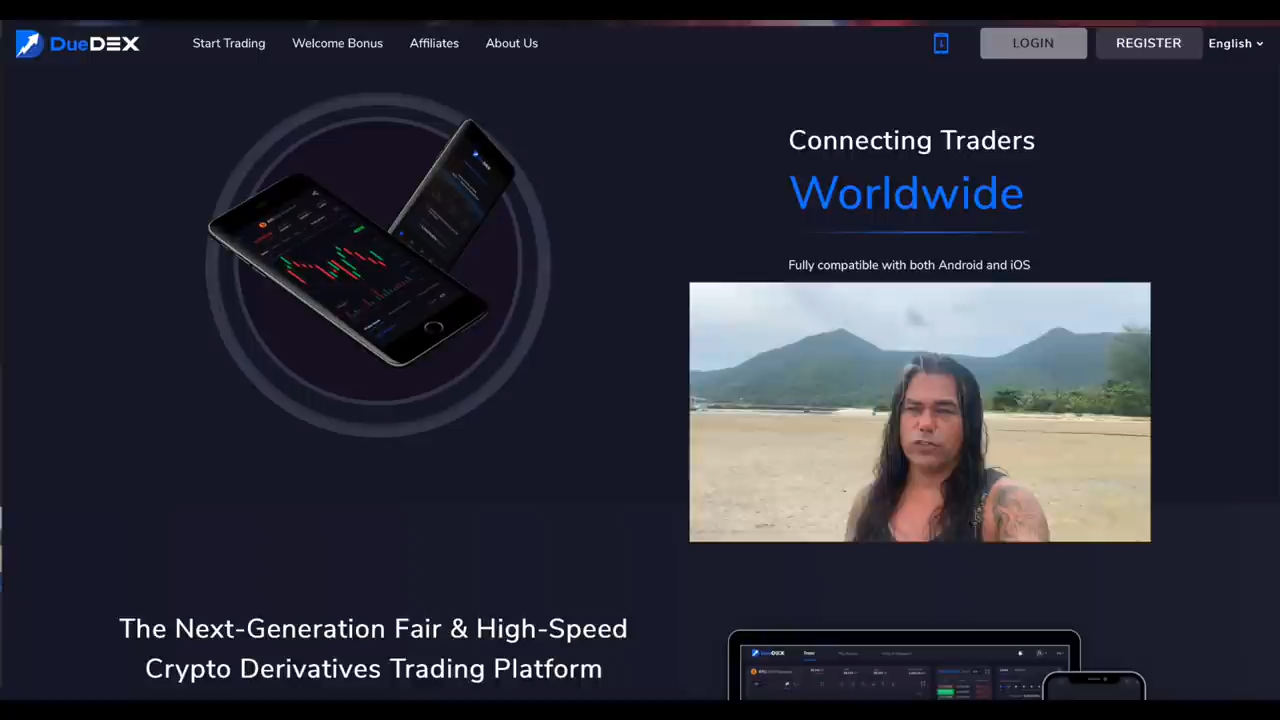 DueDEX
Start Trading
Welcome Bonus
Affiliates
About Us
LOGIN
REGISTER
English
Connecting Traders
Worldwide
Fully compatible with both Android and iOS
The Next-Generation Fair & High-Speed
Crypto Derivatives Trading Platform
DueDEX